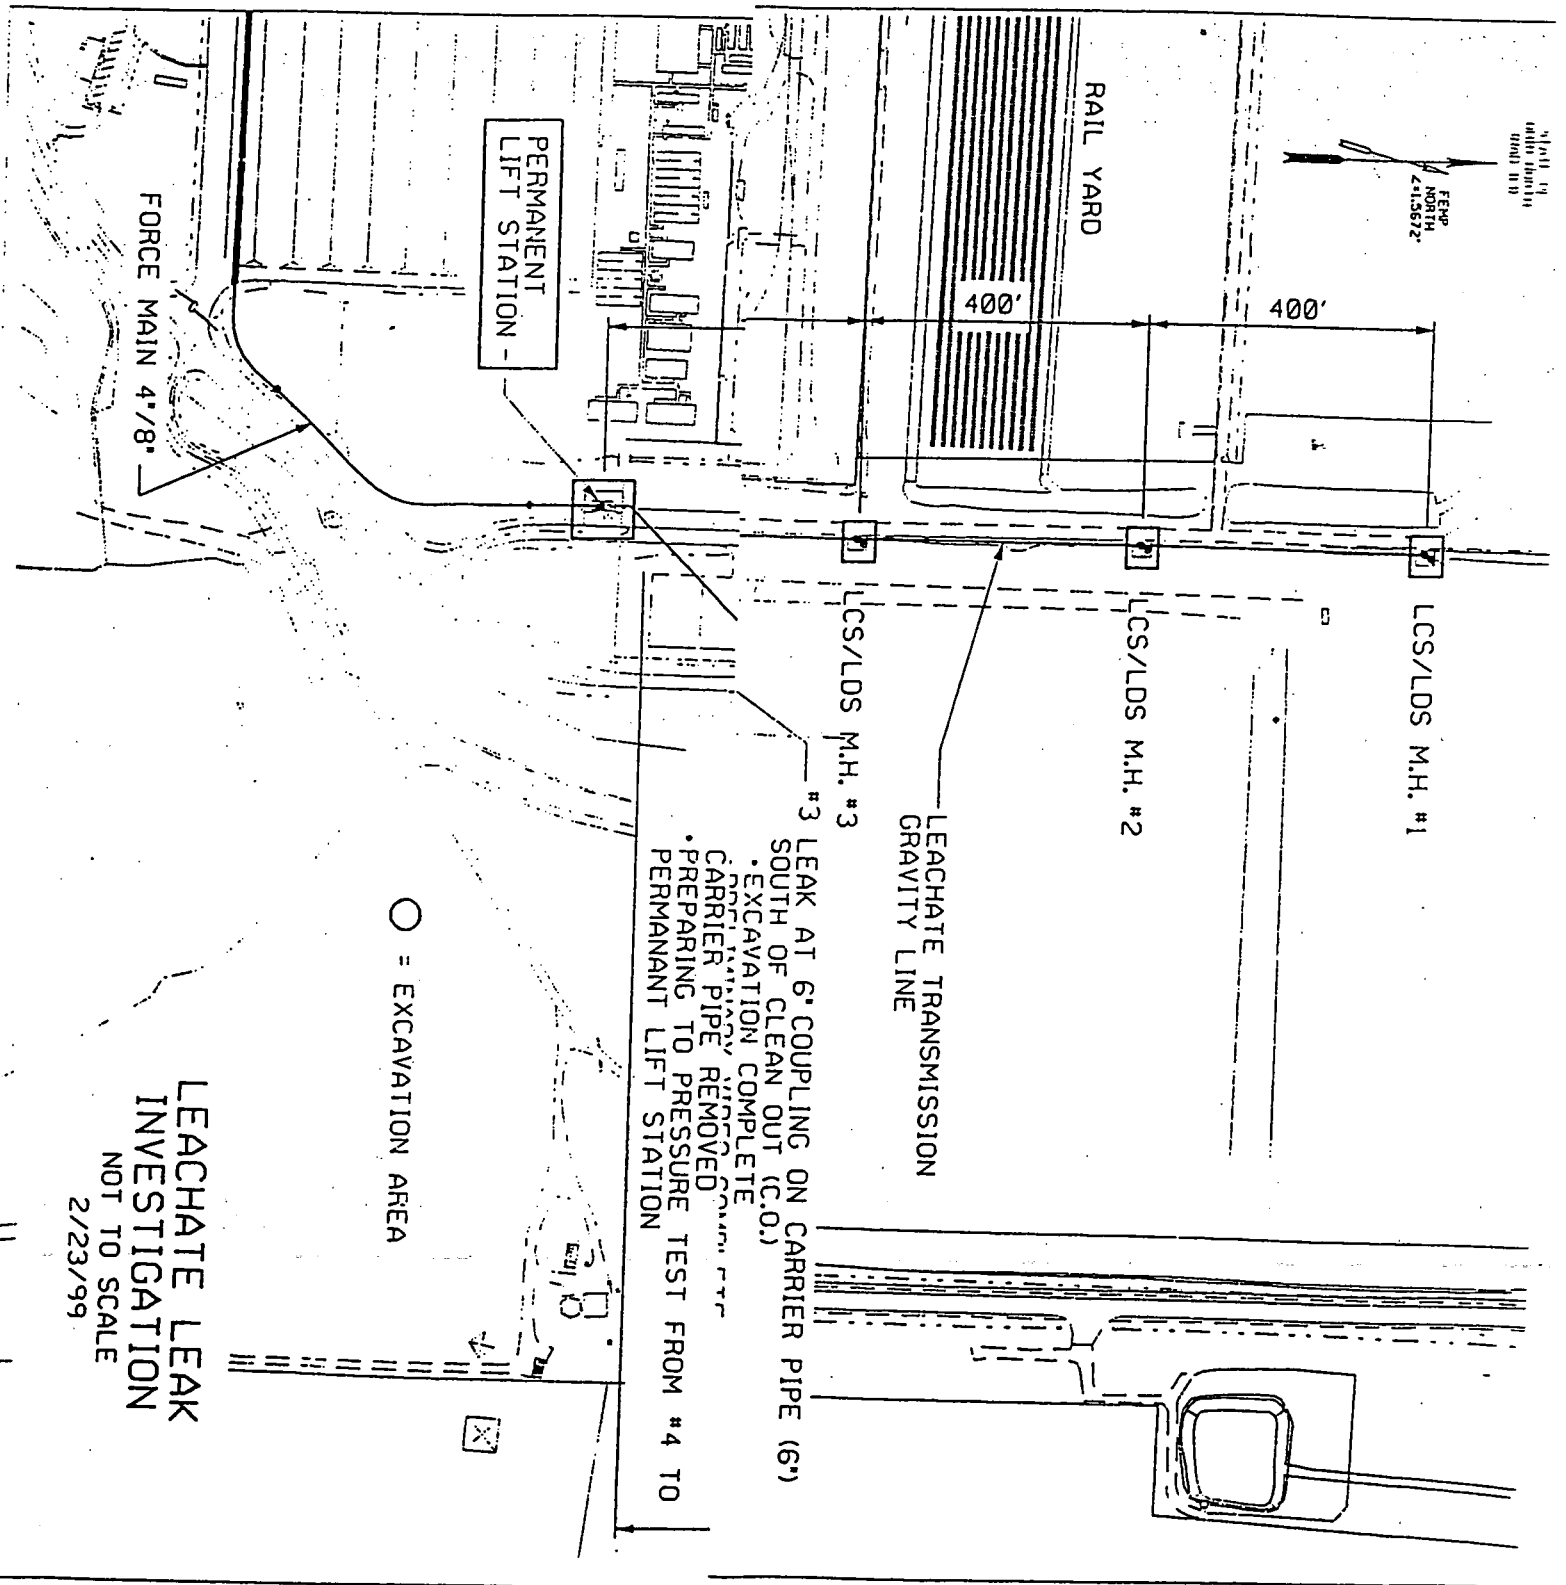 FEMP
NORTH
∠=1.5672°
RAIL YARD
400'
400'
LCS/LDS M.H. #1
LCS/LDS M.H. #2
LCS/LDS M.H. #3
LEACHATE TRANSMISSION
GRAVITY LINE
#3 LEAK AT 6" COUPLING ON CARRIER PIPE (6")
SOUTH OF CLEAN OUT (C.O.)
•EXCAVATION COMPLETE
CARRIER PIPE REMOVED
•PREPARING TO PRESSURE TEST FROM #4 TO
PERMANANT LIFT STATION
PERMANENT
LIFT STATION
FORCE MAIN 4"/8"
= EXCAVATION AREA
LEACHATE LEAK
INVESTIGATION
NOT TO SCALE
2/23/99